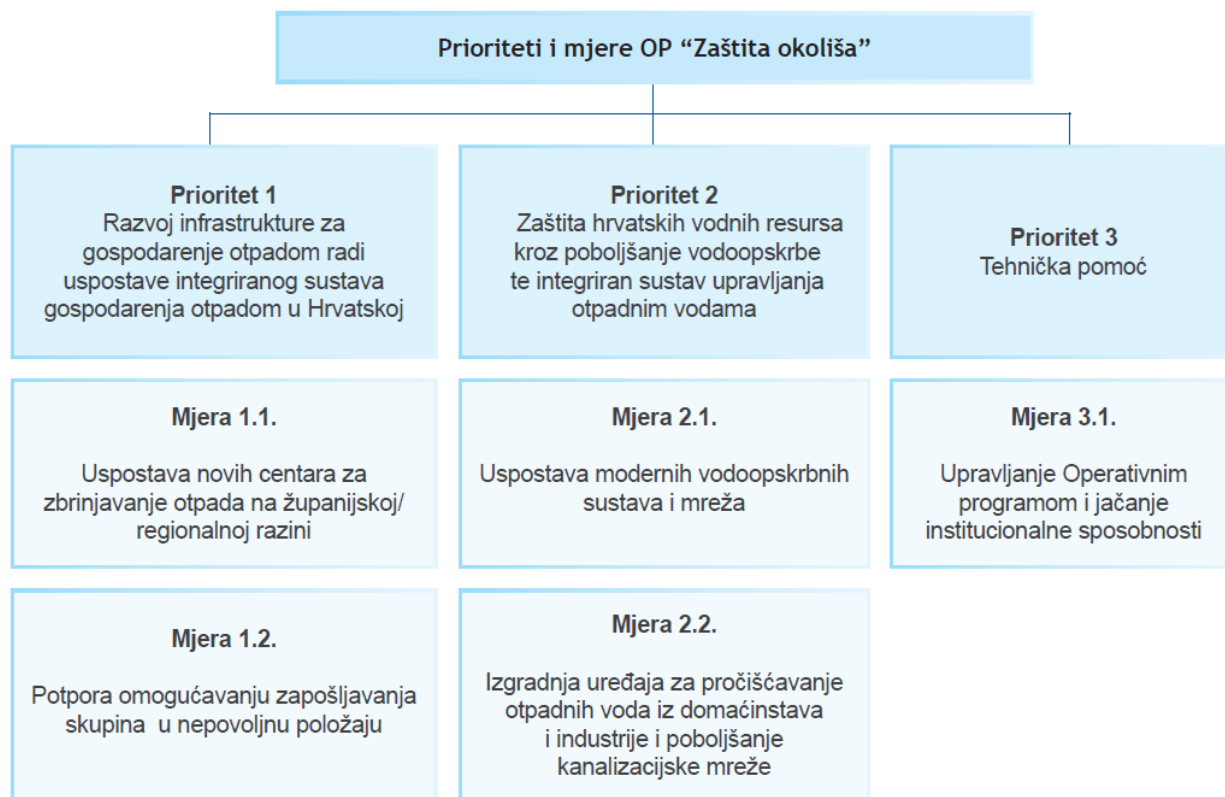 Prioriteti i mjere OP “Zaštita okoliša”
Prioritet 1
Razvoj infrastrukture za
gospodarenje otpadom radi
uspostave integriranog sustava
gospodarenja otpadom u Hrvatskoj
Prioritet 2
Zaštita hrvatskih vodnih resursa
kroz poboljšanje vodoopskrbe
te integriran sustav upravljanja
otpadnim vodama
Prioritet 3
Tehnička pomoć
Mjera 1.1.
Uspostava novih centara za
zbrinjavanje otpada na županijskoj/
regionalnoj razini
Mjera 2.1.
Uspostava modernih vodoopskrbnih
sustava i mreža
Mjera 3.1.
Upravljanje Operativnim
programom i jačanje
institucionalne sposobnosti
Mjera 1.2.
Potpora omogućavanju zapošljavanja
skupina u nepovoljnu položaju
Mjera 2.2.
Izgradnja uređaja za pročišćavanje
otpadnih voda iz domaćinstava
i industrije i poboljšanje
kanalizacijske mreže